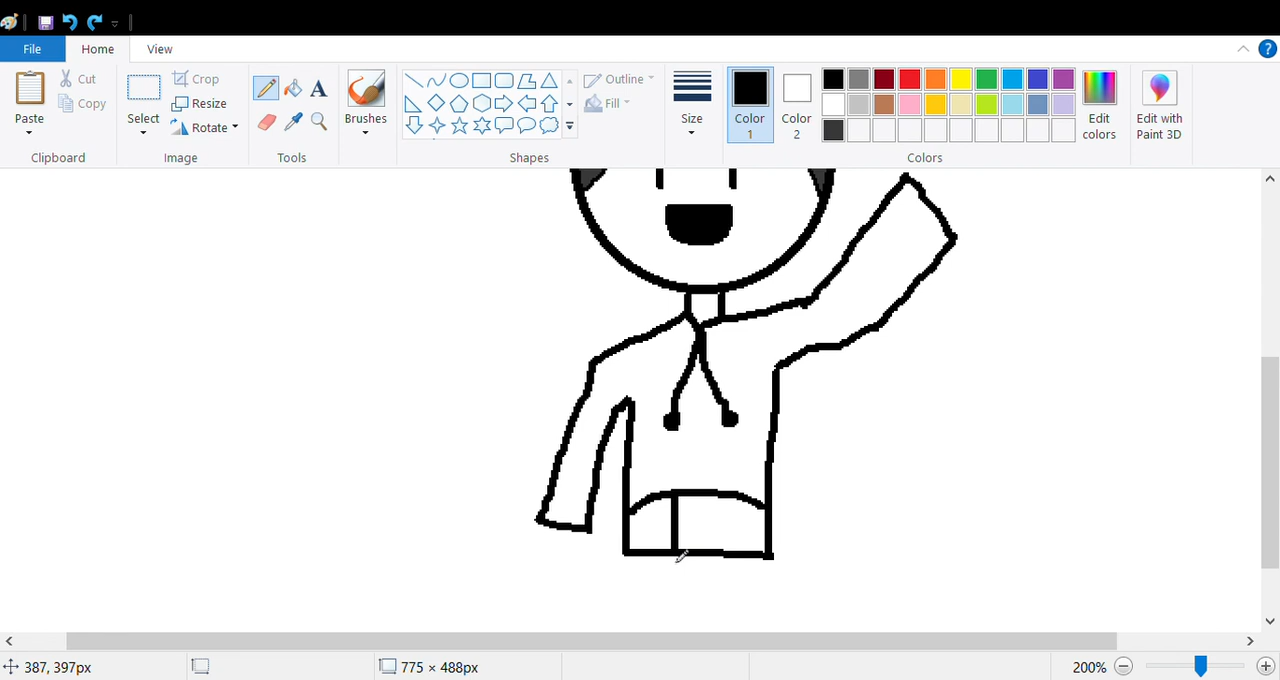 File Home View
Cut
Copy
Paste
Clipboard
Select
Crop
Resize
Rotate
Image
A
Tools
Brushes
Outline
Fill
Shapes
Size
Color 1
Color 2
Edit colors
Colors
Edit with Paint 3D
?
387, 397px
775 × 488px
200%